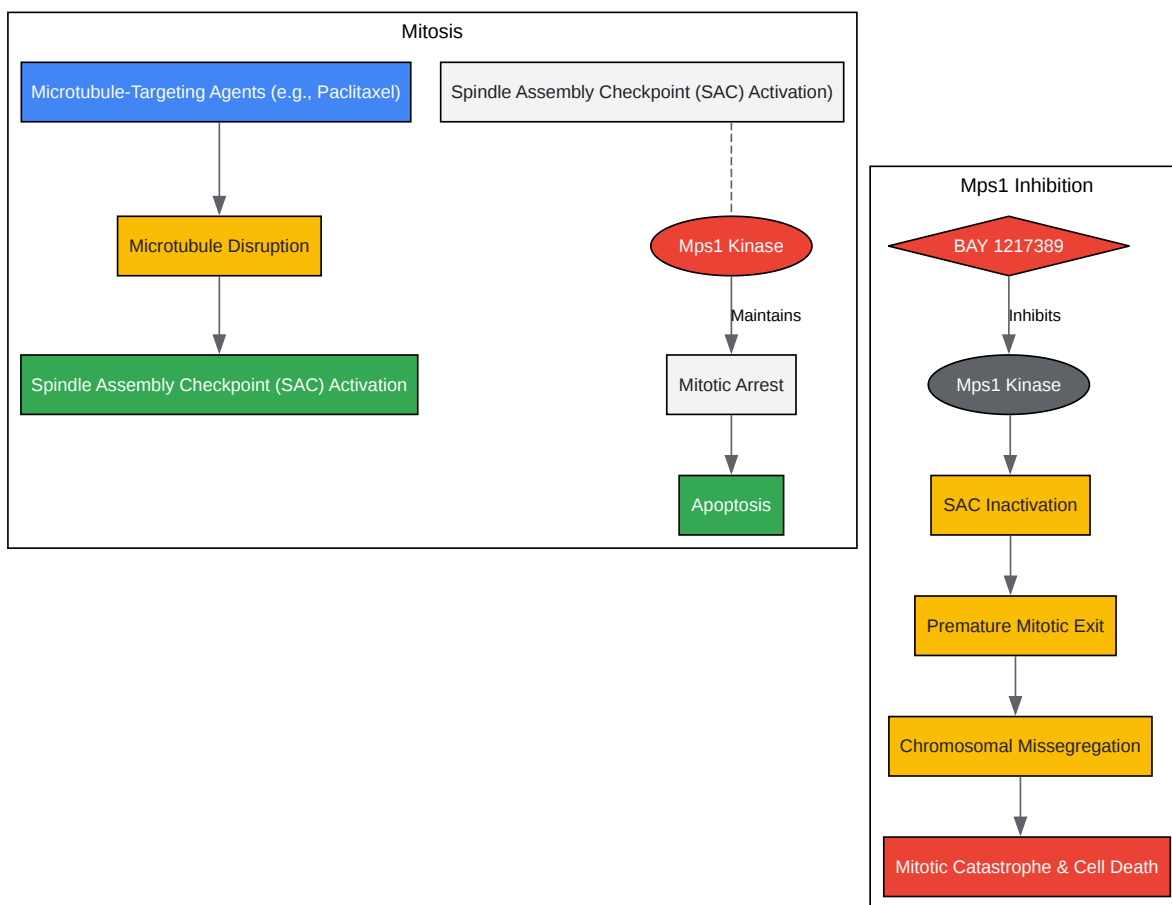 Mitosis
Microtubule-Targeting Agents (e.g., Paclitaxel)
Spindle Assembly Checkpoint (SAC) Activation)
Microtubule Disruption
Mps1 Kinase
Maintains
Spindle Assembly Checkpoint (SAC) Activation
Mitotic Arrest
Apoptosis
Mps1 Inhibition
BAY 1217389
Inhibits
Mps1 Kinase
SAC Inactivation
Premature Mitotic Exit
Chromosomal Missegregation
Mitotic Catastrophe & Cell Death